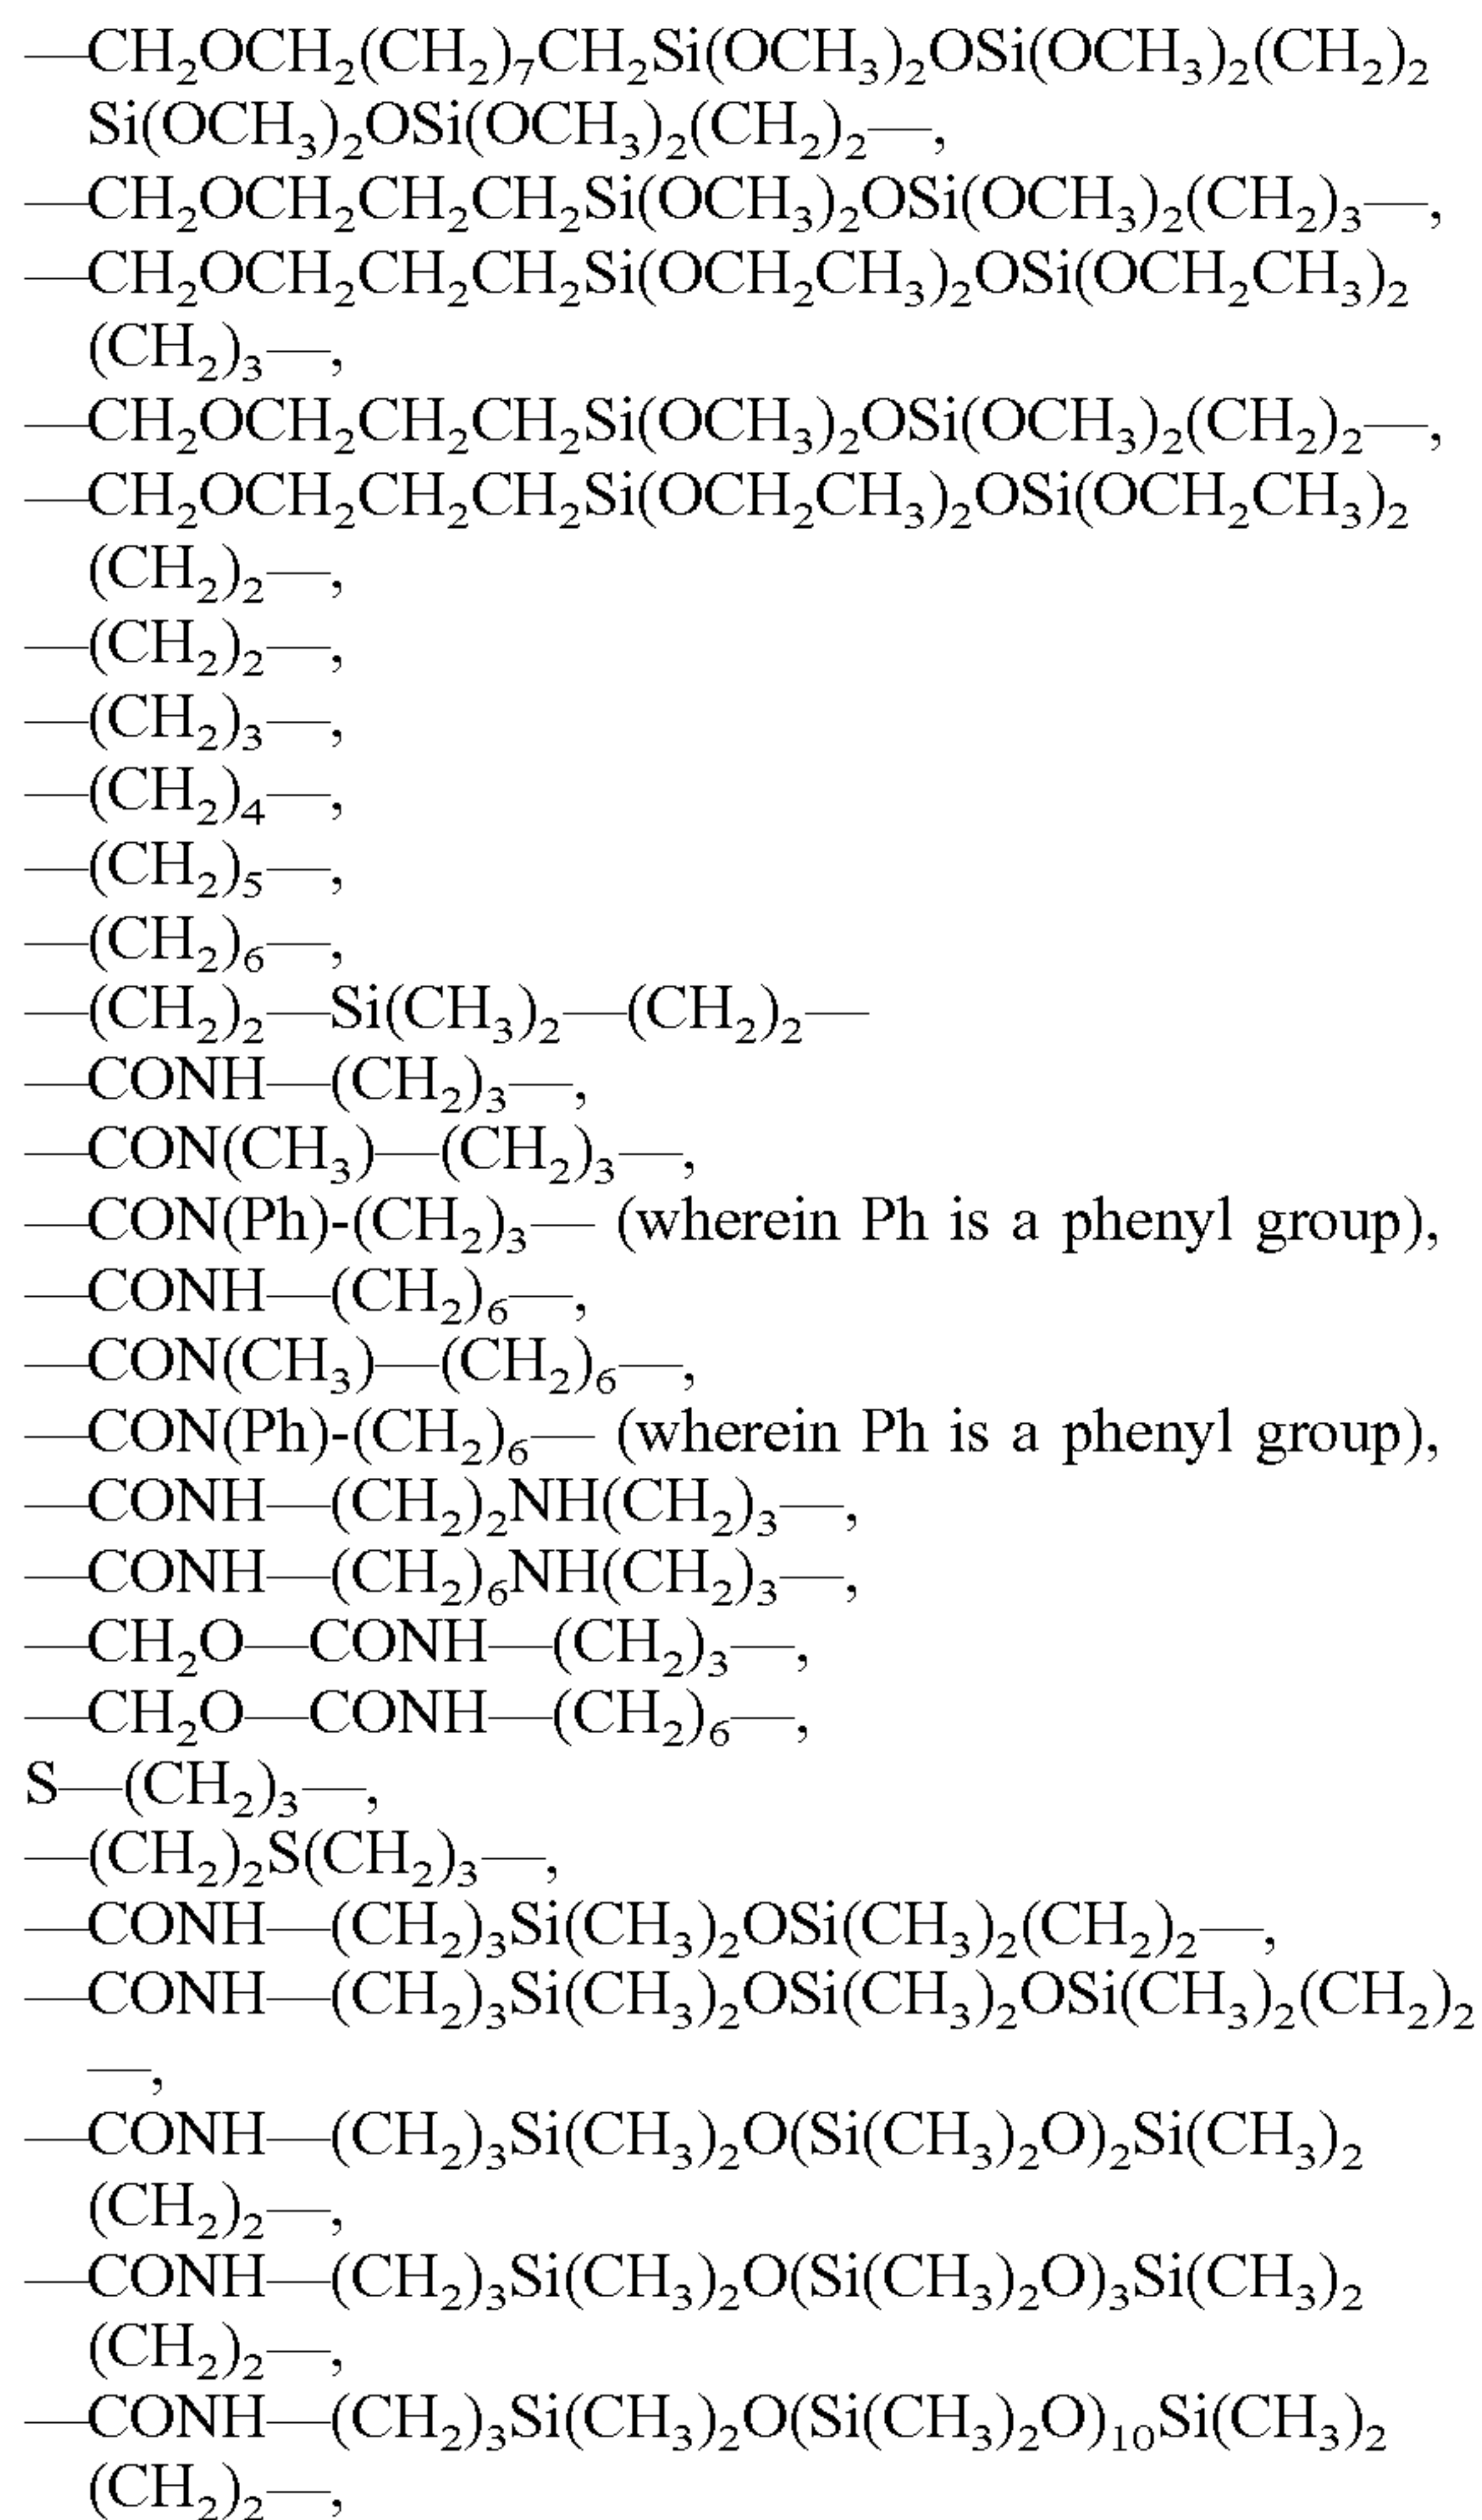 —CH₂OCH₂(CH₂)₇CH₂Si(OCH₃)₂OSi(OCH₃)₂(CH₂)₂
Si(OCH₃)₂OSi(OCH₃)₂(CH₂)₂—,
—CH₂OCH₂CH₂CH₂Si(OCH₃)₂OSi(OCH₃)₂(CH₂)₃—,
—CH₂OCH₂CH₂CH₂Si(OCH₂CH₃)₂OSi(OCH₂CH₃)₂
(CH₂)₃—,
—CH₂OCH₂CH₂CH₂Si(OCH₃)₂OSi(OCH₃)₂(CH₂)₂—,
—CH₂OCH₂CH₂CH₂Si(OCH₂CH₃)₂OSi(OCH₂CH₃)₂
(CH₂)₂—,
—(CH₂)₂—,
—(CH₂)₃—,
—(CH₂)₄—,
—(CH₂)₅—,
—(CH₂)₆—,
—(CH₂)₂—Si(CH₃)₂—(CH₂)₂—
—CONH—(CH₂)₃—,
—CON(CH₃)—(CH₂)₃—,
—CON(Ph)-(CH₂)₃— (wherein Ph is a phenyl group),
—CONH—(CH₂)₆—,
—CON(CH₃)—(CH₂)₆—,
—CON(Ph)-(CH₂)₆— (wherein Ph is a phenyl group),
—CONH—(CH₂)₂NH(CH₂)₃—,
—CONH—(CH₂)₆NH(CH₂)₃—,
—CH₂O—CONH—(CH₂)₃—,
—CH₂O—CONH—(CH₂)₆—,
S—(CH₂)₃—,
—(CH₂)₂S(CH₂)₃—,
—CONH—(CH₂)₃Si(CH₃)₂OSi(CH₃)₂(CH₂)₂—,
—CONH—(CH₂)₃Si(CH₃)₂OSi(CH₃)₂OSi(CH₃)₂(CH₂)₂
—,
—CONH—(CH₂)₃Si(CH₃)₂O(Si(CH₃)₂O)₂Si(CH₃)₂
(CH₂)₂—,
—CONH—(CH₂)₃Si(CH₃)₂O(Si(CH₃)₂O)₃Si(CH₃)₂
(CH₂)₂—,
—CONH—(CH₂)₃Si(CH₃)₂O(Si(CH₃)₂O)₁₀Si(CH₃)₂
(CH₂)₂—,